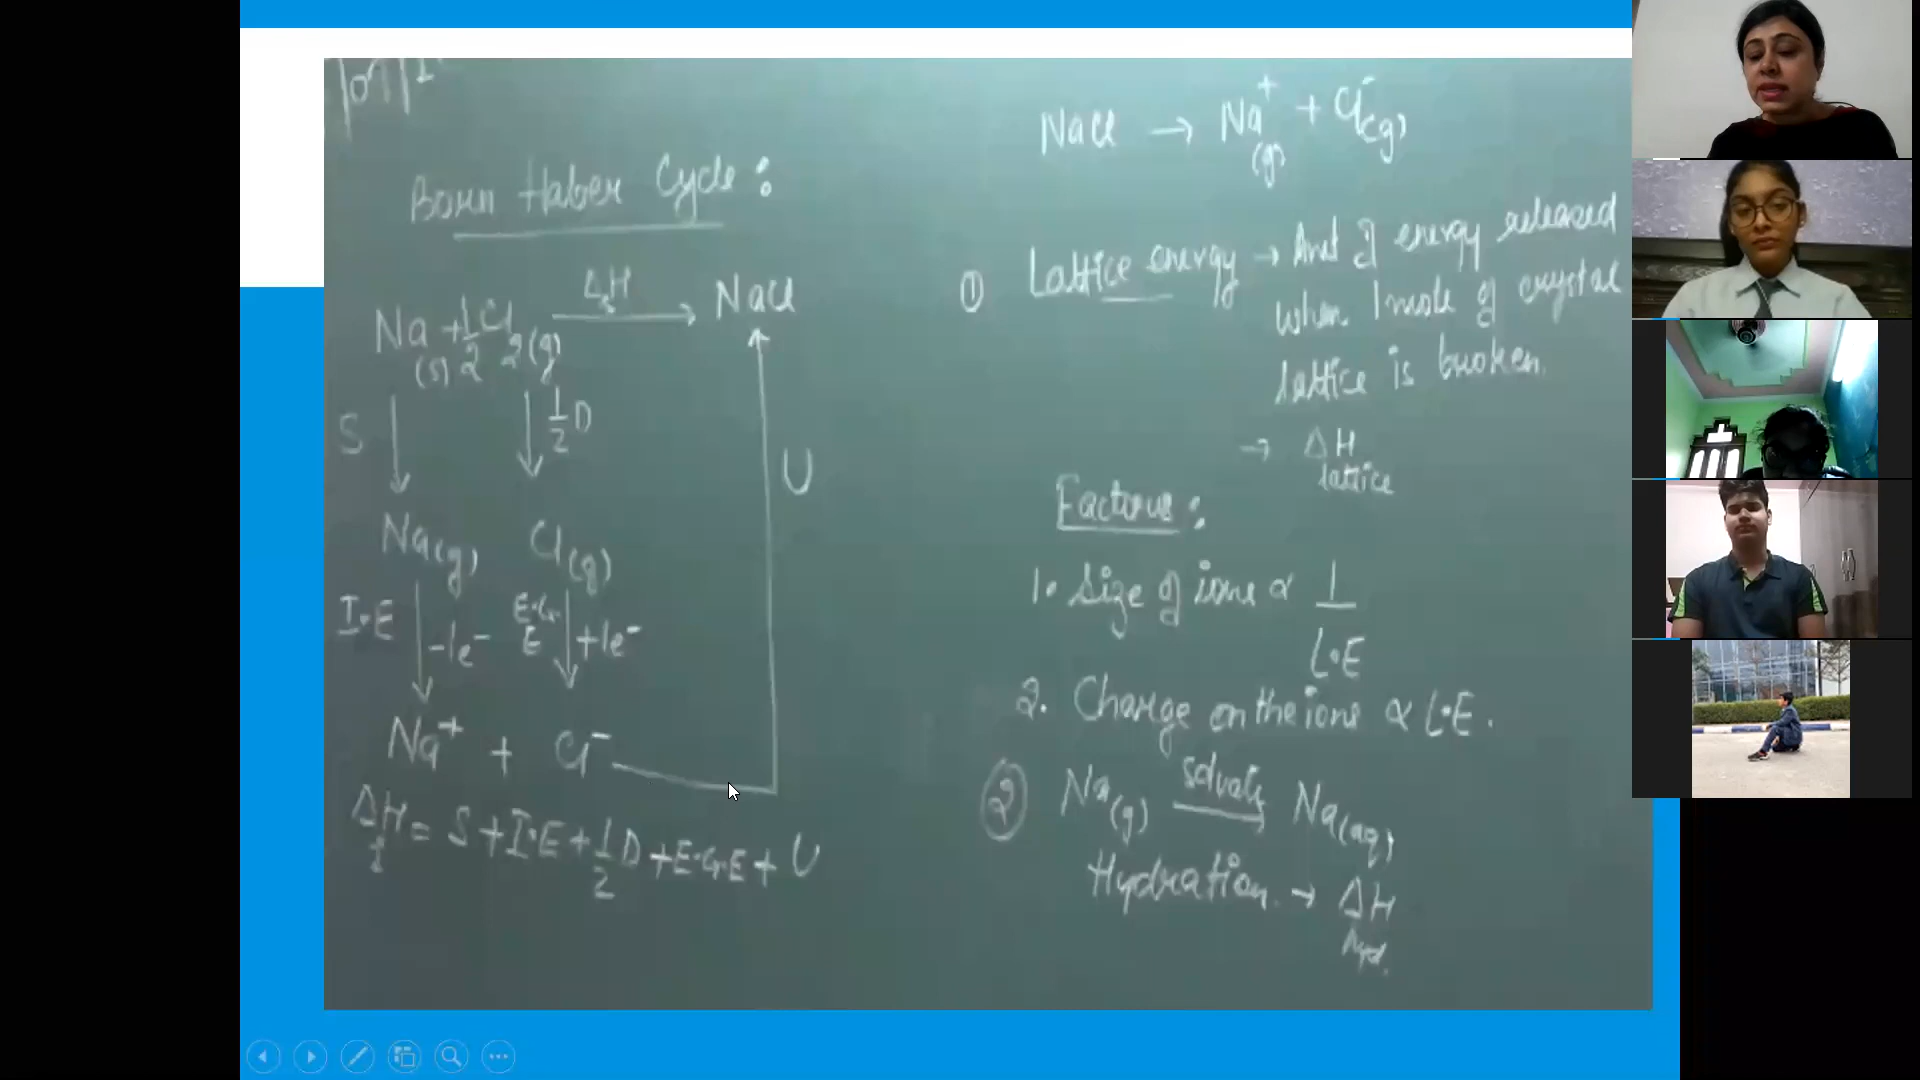 Born Haber Cycle :
Na(s) + 1/2 Cl2(g) ΔfH → NaCl
S ↓ ↓ 1/2 D
U
Na(g) Cl(g)
I·E ↓ -1e⁻ E·G·E ↓ +1e⁻
Na⁺ + Cl⁻
ΔfH = S + I·E + 1/2 D + E·G·E + U
NaCl → Na⁺(g) + Cl⁻(g)
① Lattice energy → Amt of energy released
when 1 mole of crystal
lattice is broken.
→ ΔH lattice
Factors :
1. Size of ions ∝ 1/L·E
2. Charge on the ions ∝ L·E.
② Na(g) → Na(aq)
Hydration → ΔH hyd.